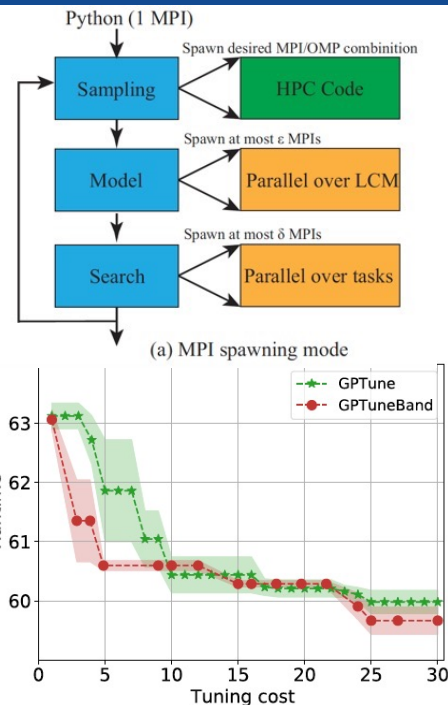 Python (1 MPI)
Spawn desired MPI/OMP combinition
Sampling
HPC Code
Spawn at most ε MPIs
Model
Parallel over LCM
Spawn at most δ MPIs
Search
Parallel over tasks
(a) MPI spawning mode
GPTune
GPTuneBand
63
62
61
60
0 5 10 15 20 25 30
Tuning cost